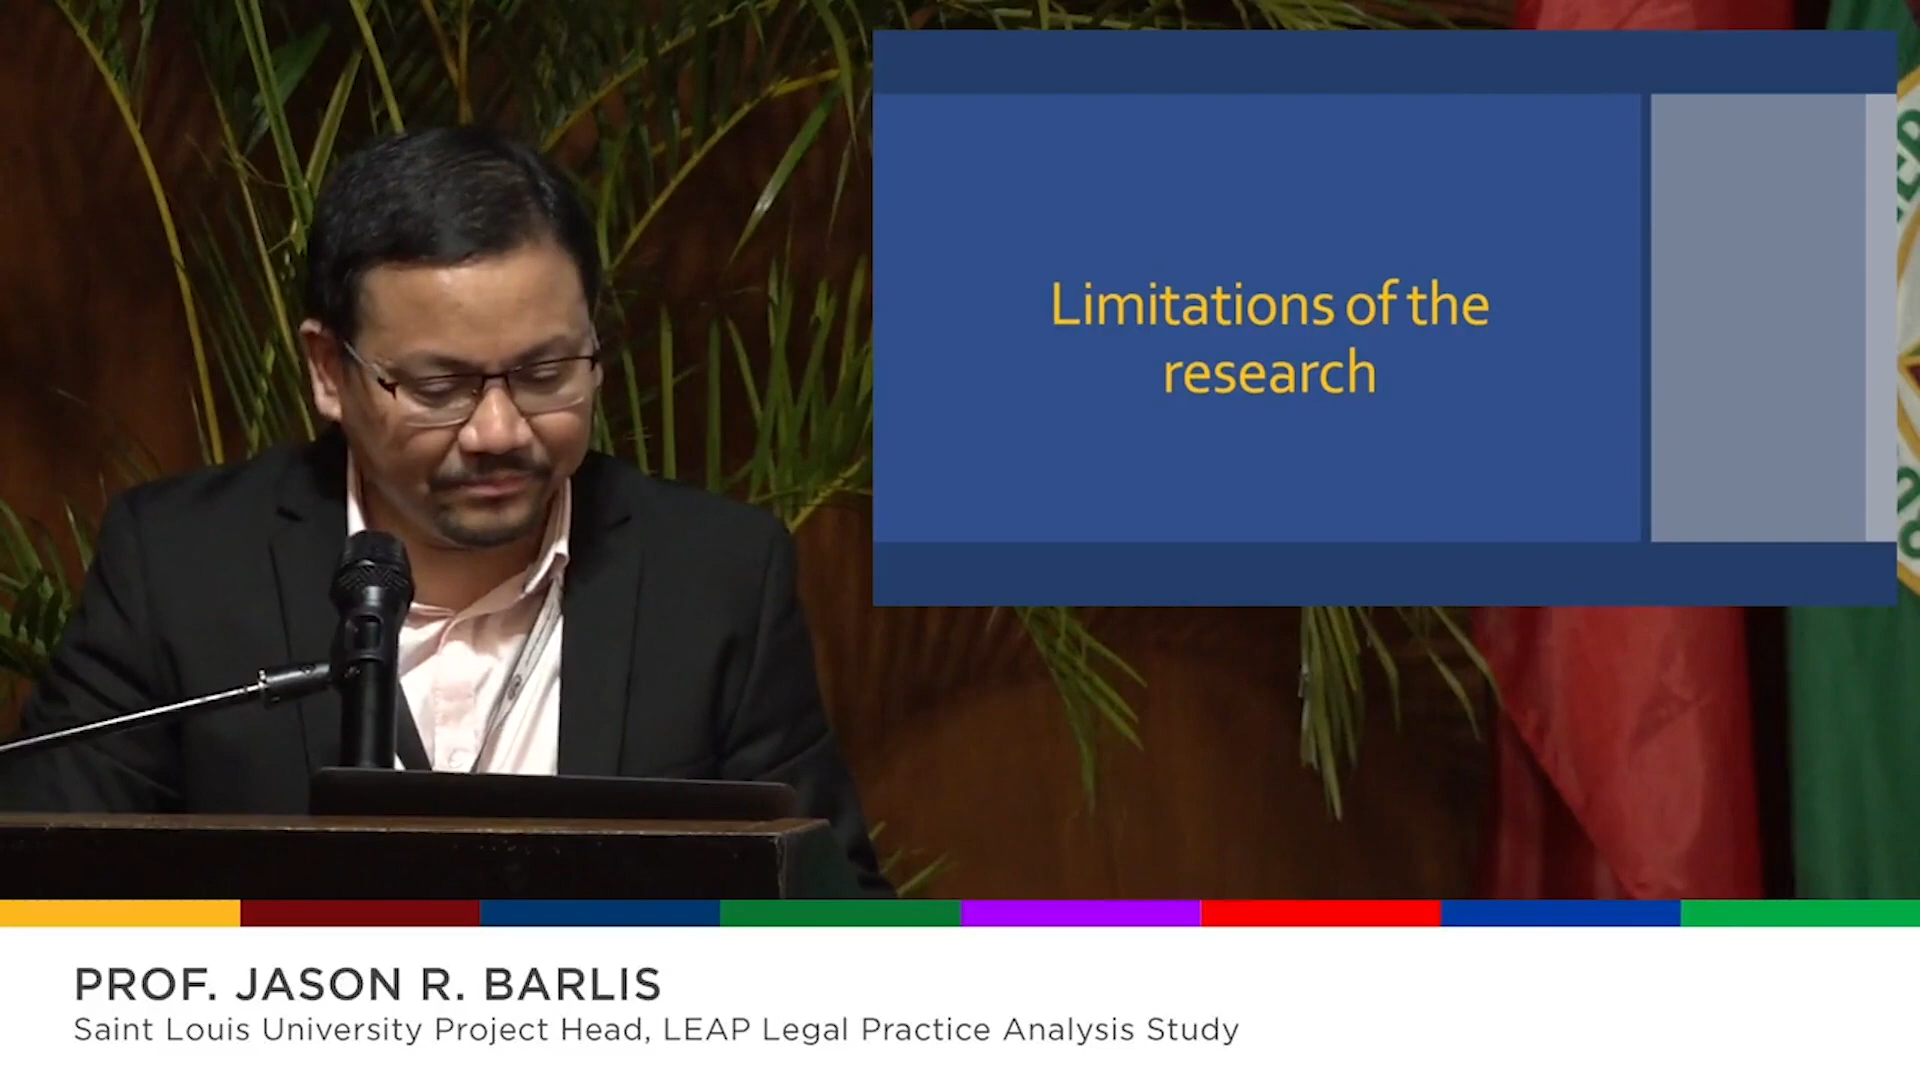 Limitations of the
research
PROF. JASON R. BARLIS
Saint Louis University Project Head, LEAP Legal Practice Analysis Study